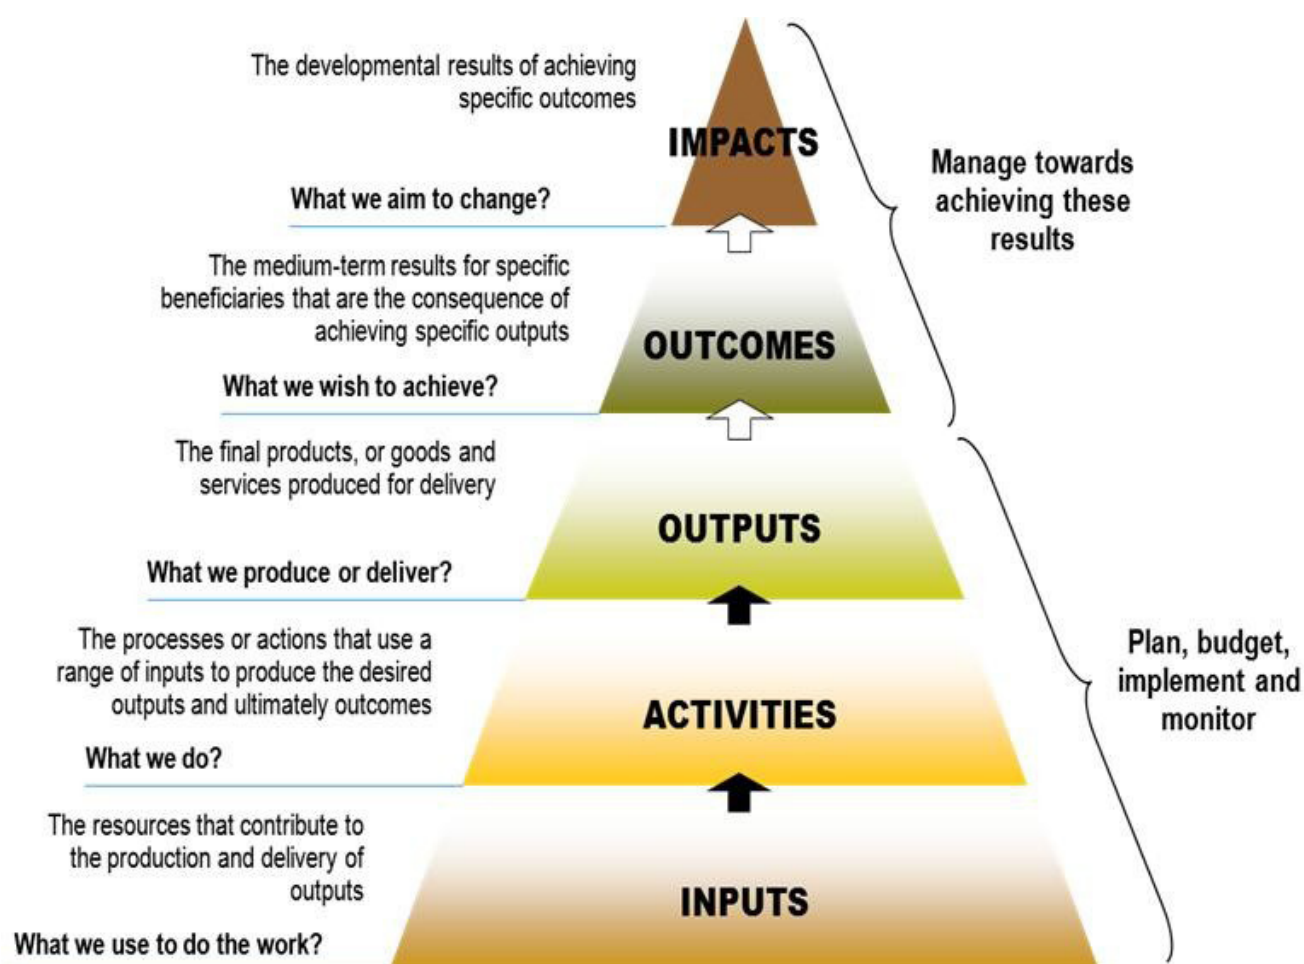 The developmental results of achieving
specific outcomes
IMPACTS
What we aim to change?
Manage towards
achieving these
results
The medium-term results for specific
beneficiaries that are the consequence of
achieving specific outputs
OUTCOMES
What we wish to achieve?
The final products, or goods and
services produced for delivery
OUTPUTS
What we produce or deliver?
The processes or actions that use a
range of inputs to produce the desired
outputs and ultimately outcomes
ACTIVITIES
What we do?
Plan, budget,
implement and
monitor
The resources that contribute to
the production and delivery of
outputs
INPUTS
What we use to do the work?